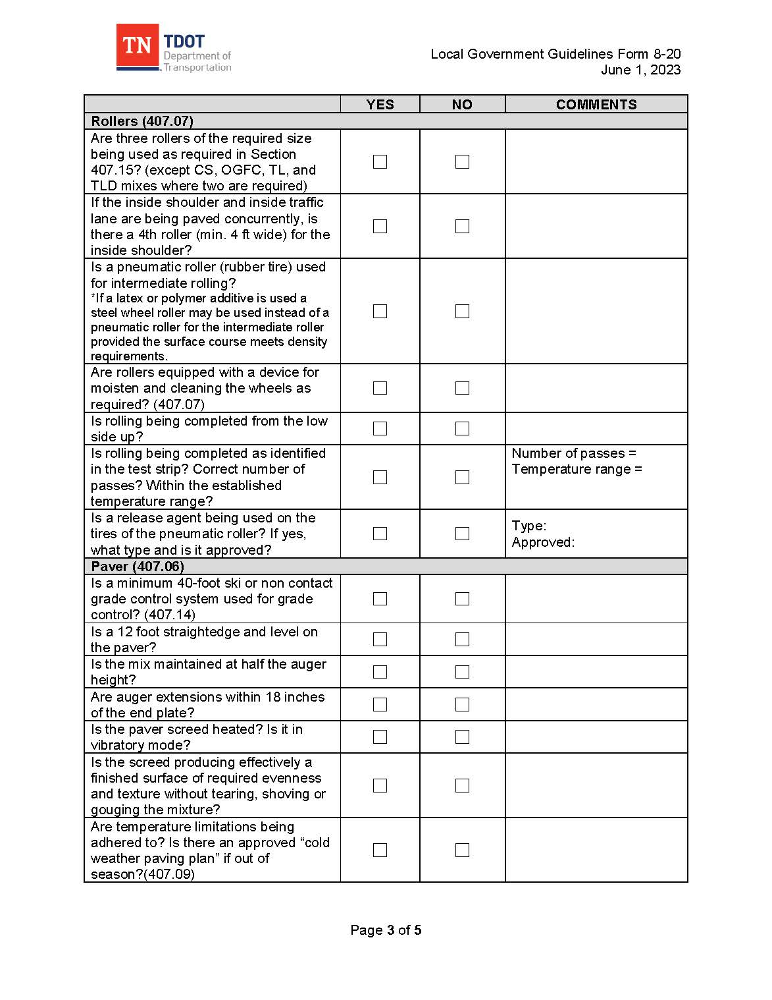 TN TDOT
Department of
Transportation
Local Government Guidelines Form 8-20
June 1, 2023
YES NO COMMENTS
Rollers (407.07)
Are three rollers of the required size
being used as required in Section
407.15? (except CS, OGFC, TL, and
TLD mixes where two are required)
☐ ☐
If the inside shoulder and inside traffic
lane are being paved concurrently, is
there a 4th roller (min. 4 ft wide) for the
inside shoulder?
☐ ☐
Is a pneumatic roller (rubber tire) used
for intermediate rolling?
*If a latex or polymer additive is used a
steel wheel roller may be used instead of a
pneumatic roller for the intermediate roller
provided the surface course meets density
requirements.
☐ ☐
Are rollers equipped with a device for
moisten and cleaning the wheels as
required? (407.07)
☐ ☐
Is rolling being completed from the low
side up?
☐ ☐
Is rolling being completed as identified
in the test strip? Correct number of
passes? Within the established
temperature range?
☐ ☐
Number of passes =
Temperature range =
Is a release agent being used on the
tires of the pneumatic roller? If yes,
what type and is it approved?
☐ ☐
Type:
Approved:
Paver (407.06)
Is a minimum 40-foot ski or non contact
grade control system used for grade
control? (407.14)
☐ ☐
Is a 12 foot straightedge and level on
the paver?
☐ ☐
Is the mix maintained at half the auger
height?
☐ ☐
Are auger extensions within 18 inches
of the end plate?
☐ ☐
Is the paver screed heated? Is it in
vibratory mode?
☐ ☐
Is the screed producing effectively a
finished surface of required evenness
and texture without tearing, shoving or
gouging the mixture?
☐ ☐
Are temperature limitations being
adhered to? Is there an approved “cold
weather paving plan” if out of
season?(407.09)
☐ ☐
Page 3 of 5